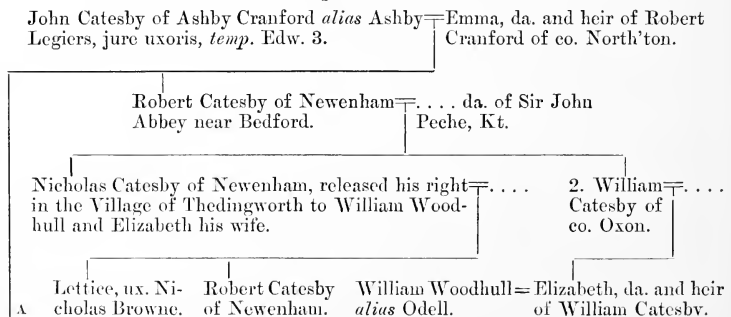 John Catesby of Ashby Cranford alias Ashby Legiers, jure uxoris, temp. Edw. 3.
Emma, da. and heir of Robert Cranford of co. North'ton.
Robert Catesby of Newenham Abbey near Bedford.
.... da. of Sir John Peche, Kt.
Nicholas Catesby of Newenham, released his right in the Village of Thedingworth to William Wood-hull and Elizabeth his wife.
....
2. William Catesby of co. Oxon.
....
Lettice, ux. Ni-cholas Browne.
Robert Catesby of Newenham.
William Woodhull alias Odell.
Elizabeth, da. and heir of William Catesby.
A